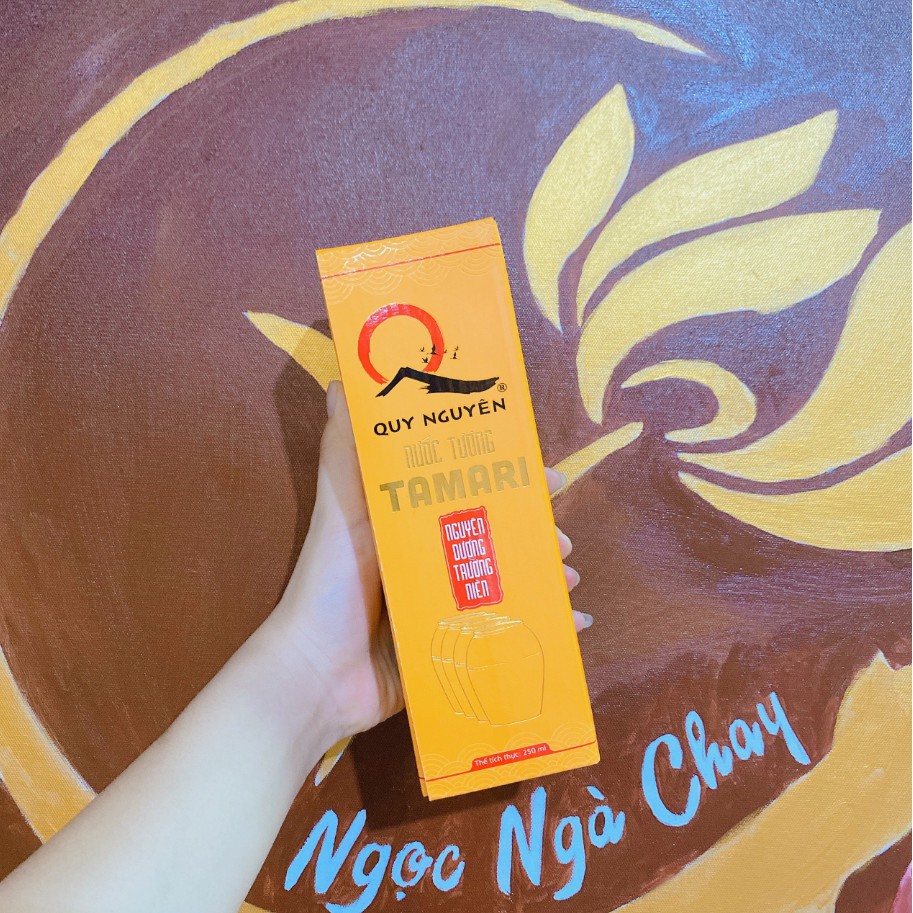 ®
QUY NGUYÊN
NƯỚC TƯƠNG
TAMARI
NGUYÊN
DƯƠNG
TRƯỜNG
NIÊN
Thể tích thực: 250 ml
Ngọc Ngà Chay